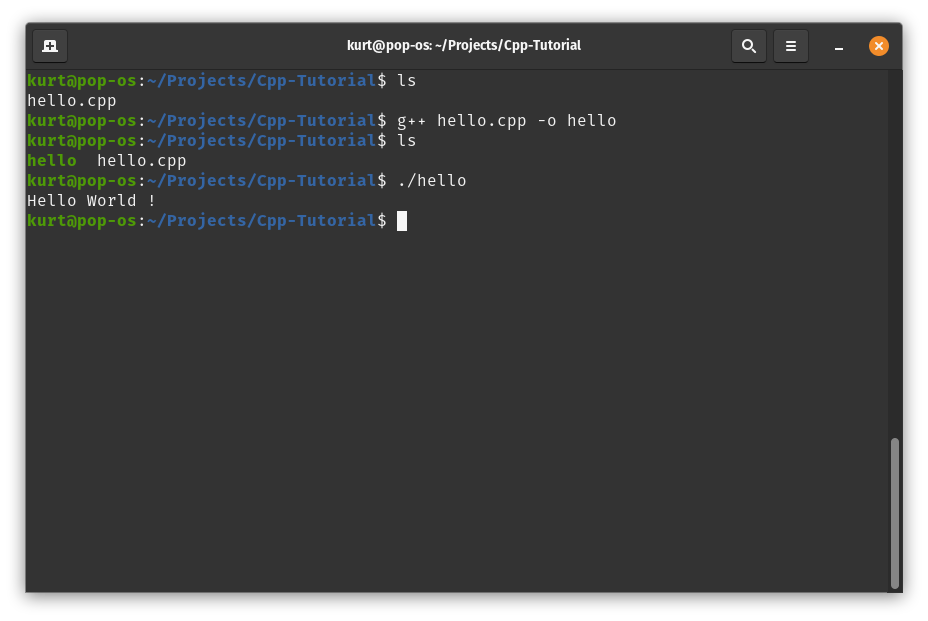 kurt@pop-os: ~/Projects/Cpp-Tutorial
kurt@pop-os:~/Projects/Cpp-Tutorial$ ls
hello.cpp
kurt@pop-os:~/Projects/Cpp-Tutorial$ g++ hello.cpp -o hello
kurt@pop-os:~/Projects/Cpp-Tutorial$ ls
hello  hello.cpp
kurt@pop-os:~/Projects/Cpp-Tutorial$ ./hello
Hello World !
kurt@pop-os:~/Projects/Cpp-Tutorial$